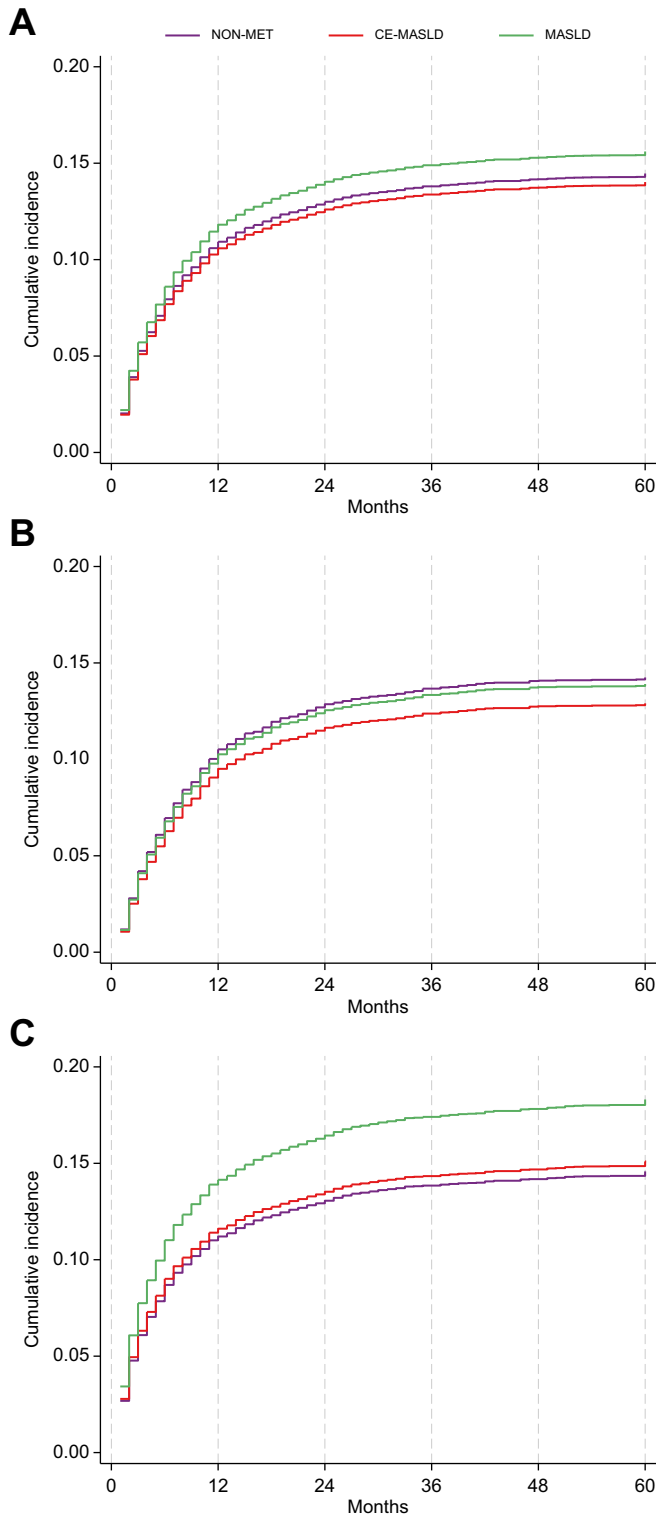 A
NON-MET CE-MASLD MASLD
0.20
0.15
0.10
0.05
0.00
Cumulative incidence
0 12 24 36 48 60
Months
B
0.20
0.15
0.10
0.05
0.00
Cumulative incidence
0 12 24 36 48 60
Months
C
0.20
0.15
0.10
0.05
0.00
Cumulative incidence
0 12 24 36 48 60
Months